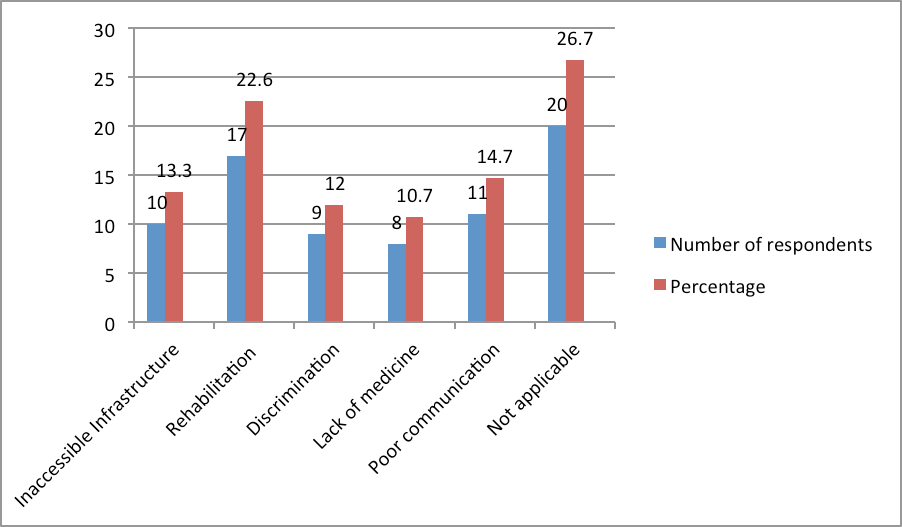 30
25
20
15
10
5
0
10
13.3
17
22.6
9
12
8
10.7
11
14.7
20
26.7
Inaccessible Infrastructure
Rehabilitation
Discrimination
Lack of medicine
Poor communication
Not applicable
Number of respondents
Percentage